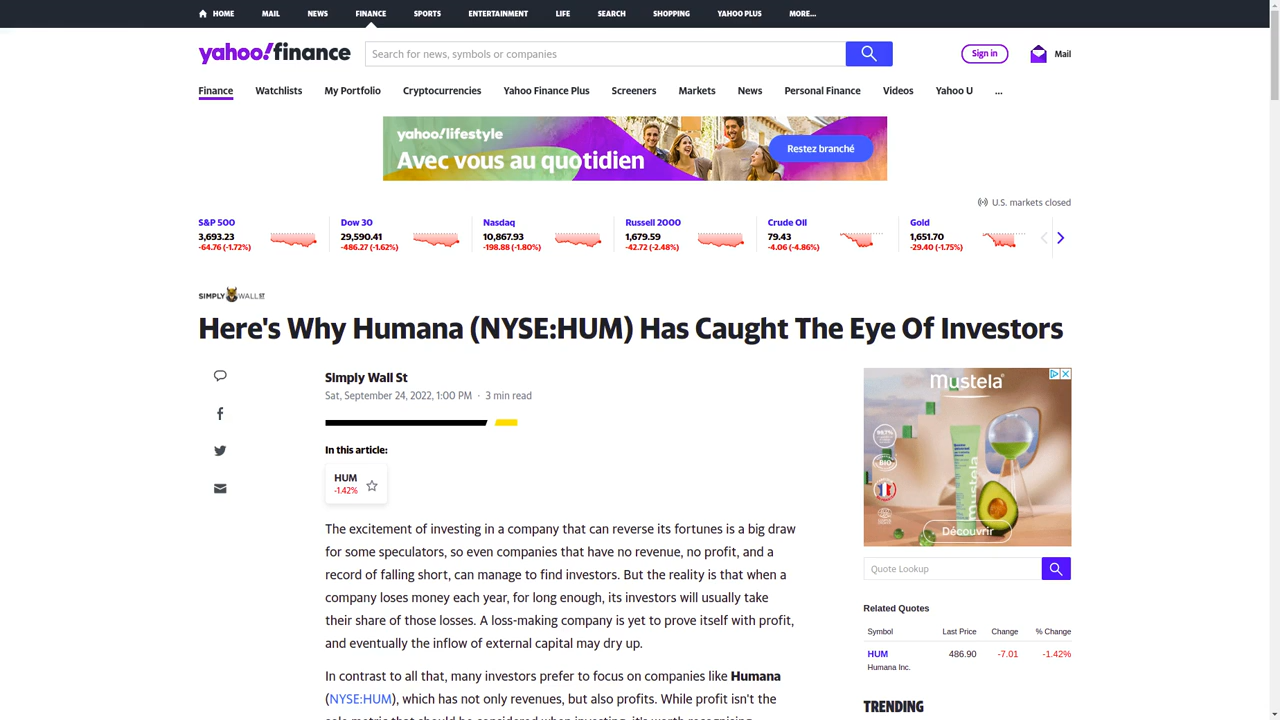 HOME MAIL NEWS FINANCE SPORTS ENTERTAINMENT LIFE SEARCH SHOPPING YAHOO PLUS MORE...
yahoo!finance
Search for news, symbols or companies
Sign in
Mail
Finance Watchlists My Portfolio Cryptocurrencies Yahoo Finance Plus Screeners Markets News Personal Finance Videos Yahoo U ...
yahoo!lifestyle
Avec vous au quotidien
Restez branché
U.S. markets closed
S&P 500
3,693.23
-64.76 (-1.72%)
Dow 30
29,590.41
-486.27 (-1.62%)
Nasdaq
10,867.93
-198.88 (-1.80%)
Russell 2000
1,679.59
-42.72 (-2.48%)
Crude Oil
79.43
-4.06 (-4.86%)
Gold
1,651.70
-29.40 (-1.75%)
SIMPLY WALL ST
Here's Why Humana (NYSE:HUM) Has Caught The Eye Of Investors
Simply Wall St
Sat, September 24, 2022, 1:00 PM · 3 min read
In this article:
HUM
-1.42%
The excitement of investing in a company that can reverse its fortunes is a big draw
for some speculators, so even companies that have no revenue, no profit, and a
record of falling short, can manage to find investors. But the reality is that when a
company loses money each year, for long enough, its investors will usually take
their share of those losses. A loss-making company is yet to prove itself with profit,
and eventually the inflow of external capital may dry up.
In contrast to all that, many investors prefer to focus on companies like Humana
(NYSE:HUM), which has not only revenues, but also profits. While profit isn't the
sole metric that should be considered when investing, it's worth recognising
Mustela
BIO
mustela
Découvrir
Quote Lookup
Related Quotes
Symbol Last Price Change % Change
HUM 486.90 -7.01 -1.42%
Humana Inc.
TRENDING